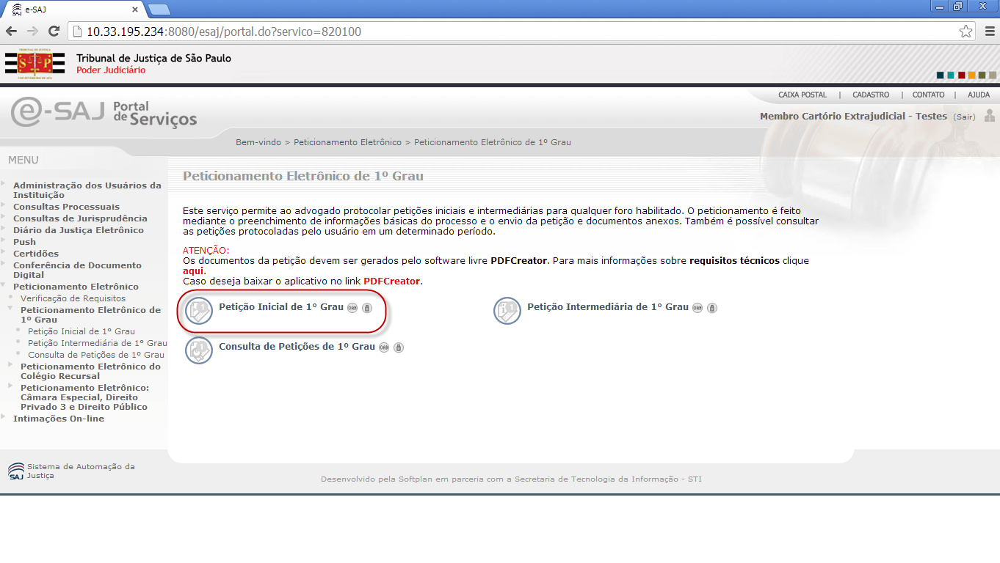 e-SAJ
10.33.195.234:8080/esaj/portal.do?servico=820100
Tribunal de Justiça de São Paulo
Poder Judiciário
CAIXA POSTAL | CADASTRO | CONTATO | AJUDA
e-SAJ Portal de Serviços
Membro Cartório Extrajudicial - Testes (Sair)
Bem-vindo > Peticionamento Eletrônico > Peticionamento Eletrônico de 1º Grau
MENU
Administração dos Usuários da
Instituição
Consultas Processuais
Consultas de Jurisprudência
Diário da Justiça Eletrônico
Push
Certidões
Conferência de Documento
Digital
Peticionamento Eletrônico
Verificação de Requisitos
Peticionamento Eletrônico de
1º Grau
Petição Inicial de 1° Grau
Petição Intermediária de 1° Grau
Consulta de Petições de 1º Grau
Peticionamento Eletrônico do
Colégio Recursal
Peticionamento Eletrônico:
Câmara Especial, Direito
Privado 3 e Direito Público
Intimações On-line
Peticionamento Eletrônico de 1º Grau
Este serviço permite ao advogado protocolar petições iniciais e intermediárias para qualquer foro habilitado. O peticionamento é feito
mediante o preenchimento de informações básicas do processo e o envio da petição e documentos anexos. Também é possível consultar
as petições protocoladas pelo usuário em um determinado período.
ATENÇÃO:
Os documentos da petição devem ser gerados pelo software livre PDFCreator. Para mais informações sobre requisitos técnicos clique
aqui.
Caso deseja baixar o aplicativo no link PDFCreator.
Petição Inicial de 1° Grau
Petição Intermediária de 1° Grau
Consulta de Petições de 1º Grau
SAJ
Sistema de Automação da
Justiça
Desenvolvido pela Softplan em parceria com a Secretaria de Tecnologia da Informação - STI